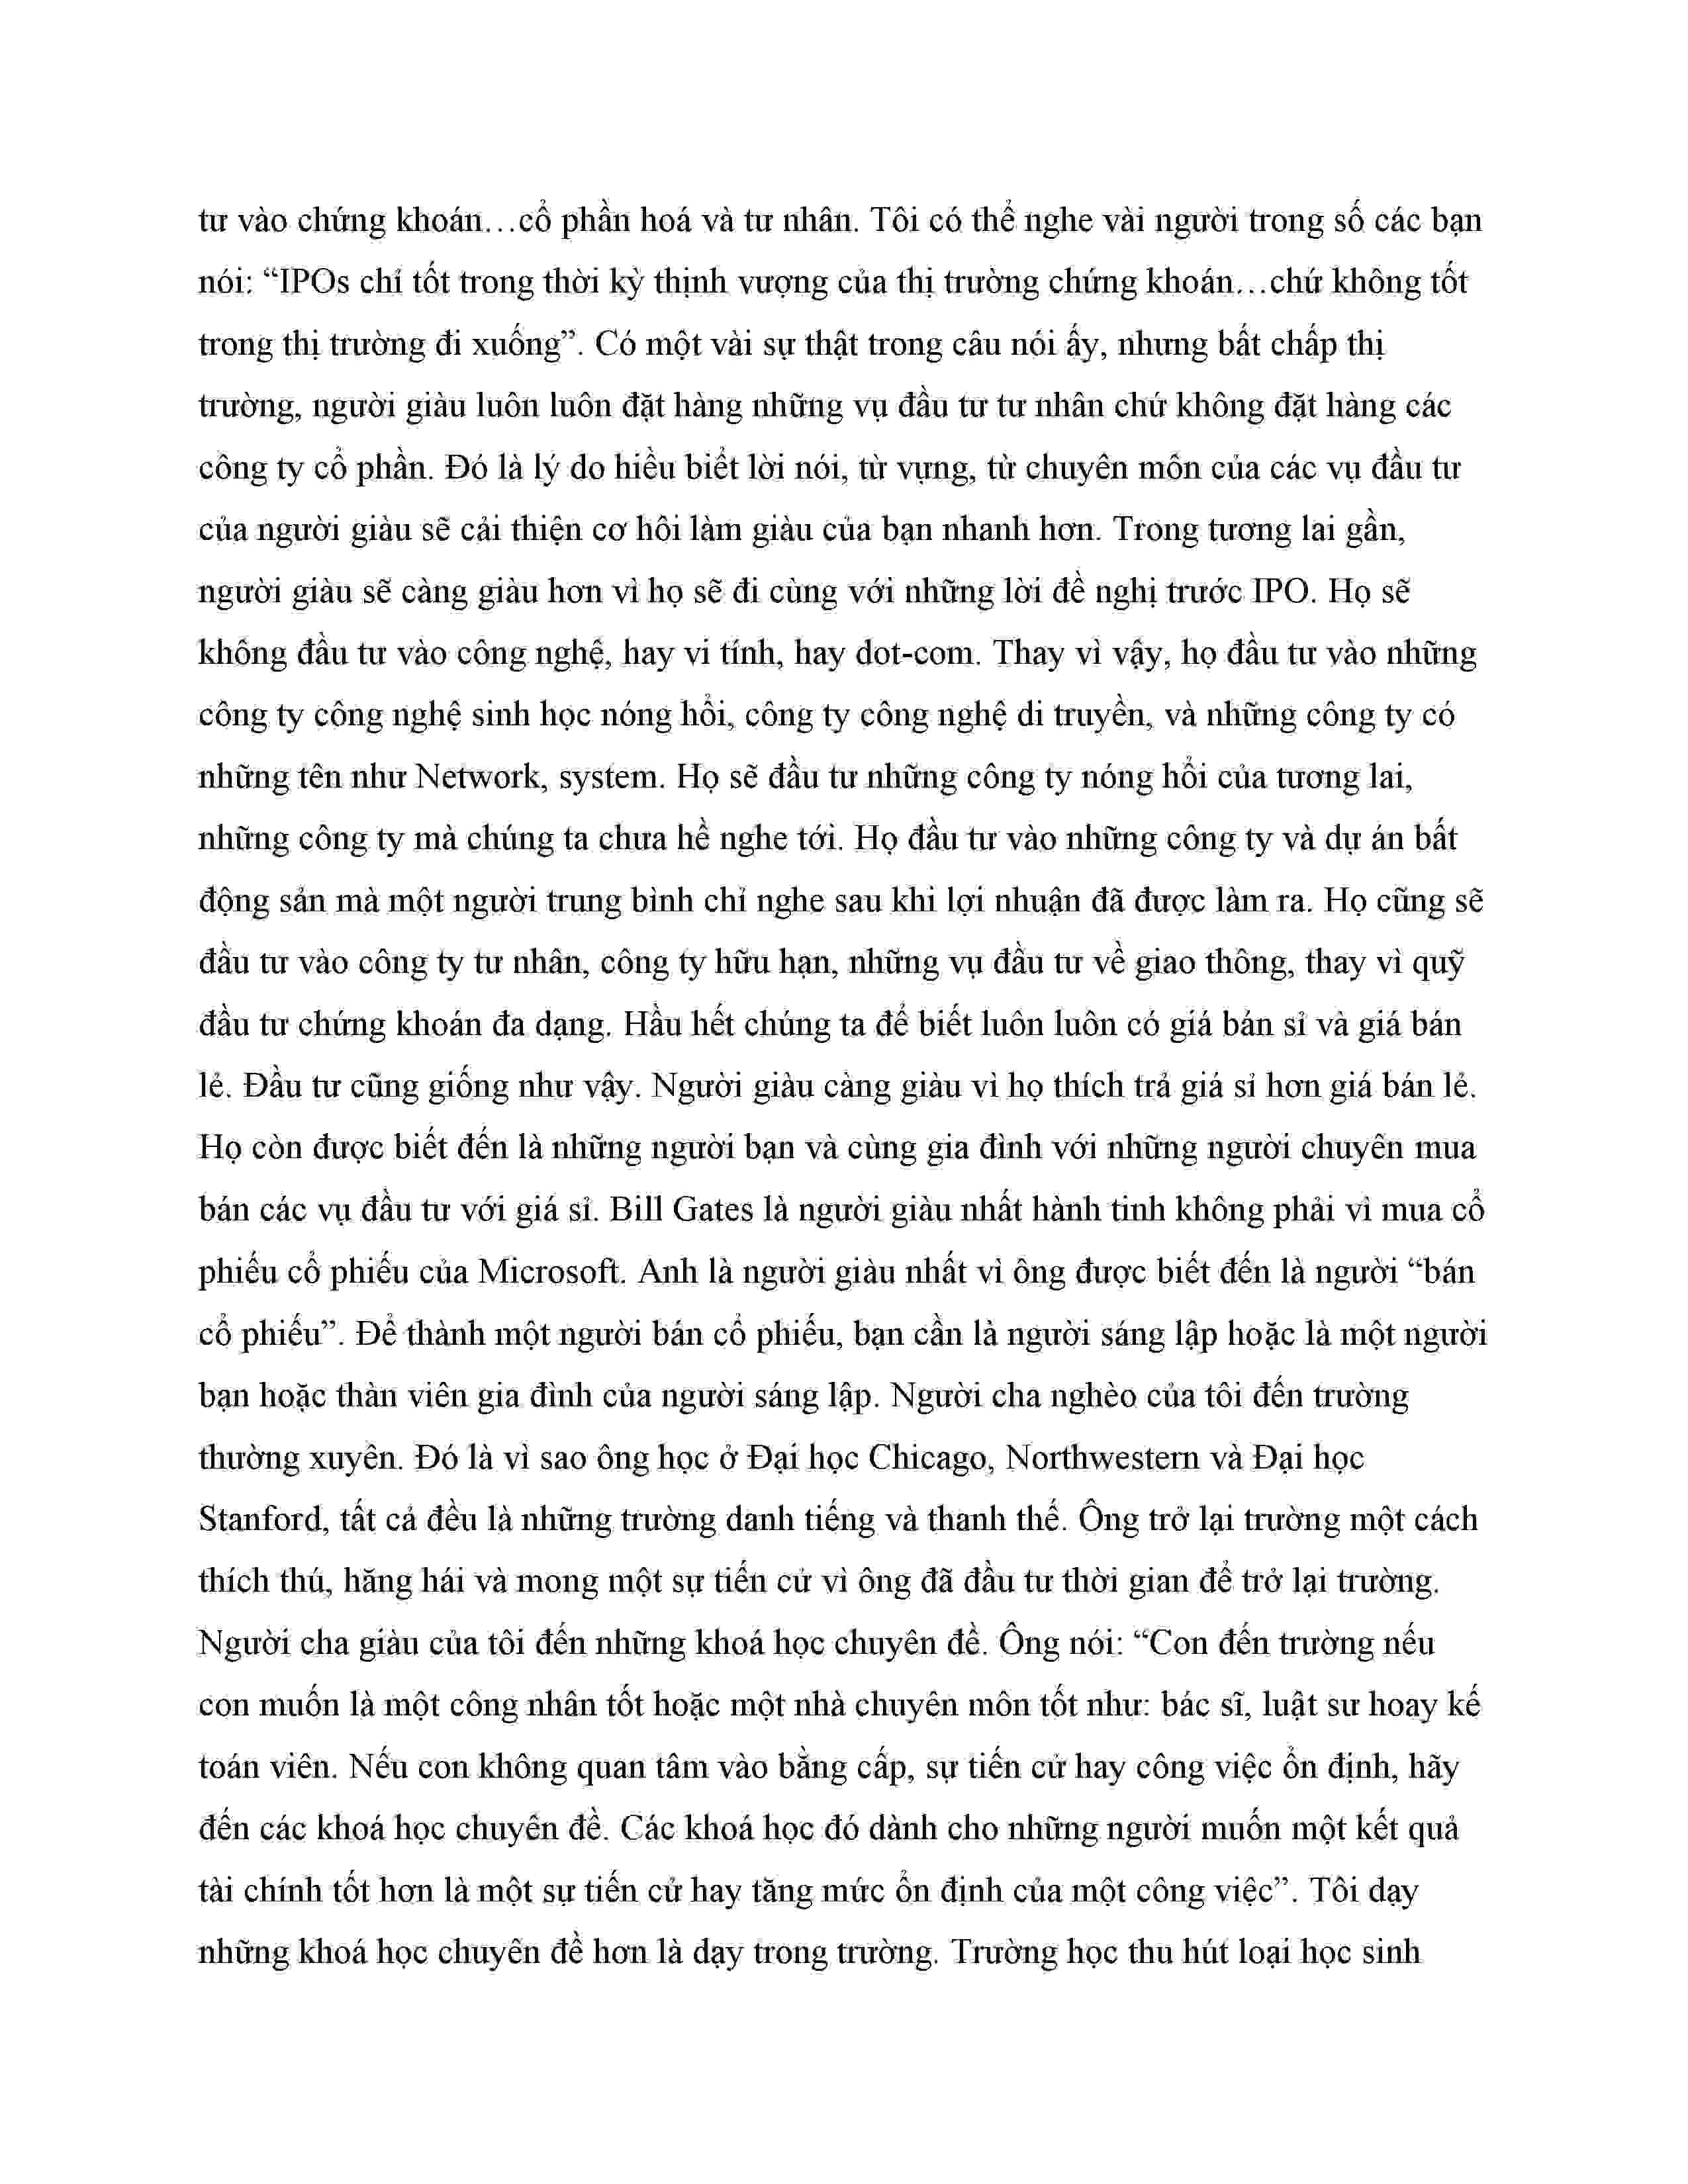 tư vào chứng khoán…cổ phần hoá và tư nhân. Tôi có thể nghe vài người trong số các bạn
nói: “IPOs chỉ tốt trong thời kỳ thịnh vượng của thị trường chứng khoán…chứ không tốt
trong thị trường đi xuống”. Có một vài sự thật trong câu nói ấy, nhưng bất chấp thị
trường, người giàu luôn luôn đặt hàng những vụ đầu tư tư nhân chứ không đặt hàng các
công ty cổ phần. Đó là lý do hiều biết lời nói, từ vựng, từ chuyên môn của các vụ đầu tư
của người giàu sẽ cải thiện cơ hôi làm giàu của bạn nhanh hơn. Trong tương lai gần,
người giàu sẽ càng giàu hơn vì họ sẽ đi cùng với những lời đề nghị trước IPO. Họ sẽ
không đầu tư vào công nghệ, hay vi tính, hay dot-com. Thay vì vậy, họ đầu tư vào những
công ty công nghệ sinh học nóng hổi, công ty công nghệ di truyền, và những công ty có
những tên như Network, system. Họ sẽ đầu tư những công ty nóng hổi của tương lai,
những công ty mà chúng ta chưa hề nghe tới. Họ đầu tư vào những công ty và dự án bất
động sản mà một người trung bình chỉ nghe sau khi lợi nhuận đã được làm ra. Họ cũng sẽ
đầu tư vào công ty tư nhân, công ty hữu hạn, những vụ đầu tư về giao thông, thay vì quỹ
đầu tư chứng khoán đa dạng. Hầu hết chúng ta để biết luôn luôn có giá bán sỉ và giá bán
lẻ. Đầu tư cũng giống như vậy. Người giàu càng giàu vì họ thích trả giá sỉ hơn giá bán lẻ.
Họ còn được biết đến là những người bạn và cùng gia đình với những người chuyên mua
bán các vụ đầu tư với giá sỉ. Bill Gates là người giàu nhất hành tinh không phải vì mua cổ
phiếu cổ phiếu của Microsoft. Anh là người giàu nhất vì ông được biết đến là người “bán
cổ phiếu”. Để thành một người bán cổ phiếu, bạn cần là người sáng lập hoặc là một người
bạn hoặc thàn viên gia đình của người sáng lập. Người cha nghèo của tôi đến trường
thường xuyên. Đó là vì sao ông học ở Đại học Chicago, Northwestern và Đại học
Stanford, tất cả đều là những trường danh tiếng và thanh thế. Ông trở lại trường một cách
thích thú, hăng hái và mong một sự tiến cử vì ông đã đầu tư thời gian để trở lại trường.
Người cha giàu của tôi đến những khoá học chuyên đề. Ông nói: “Con đến trường nếu
con muốn là một công nhân tốt hoặc một nhà chuyên môn tốt như: bác sĩ, luật sư hoay kế
toán viên. Nếu con không quan tâm vào bằng cấp, sự tiến cử hay công việc ổn định, hãy
đến các khoá học chuyên đề. Các khoá học đó dành cho những người muốn một kết quả
tài chính tốt hơn là một sự tiến cử hay tăng mức ổn định của một công việc”. Tôi dạy
những khoá học chuyên đề hơn là dạy trong trường. Trường học thu hút loại học sinh